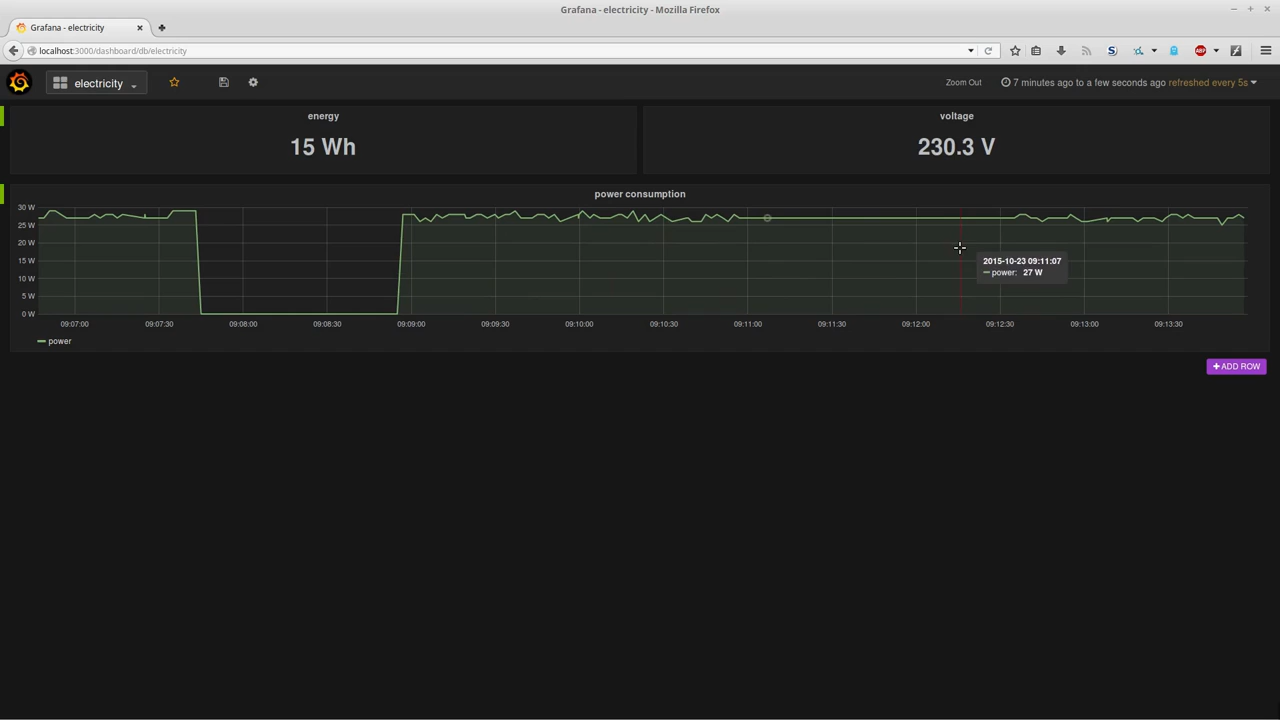 Grafana - electricity - Mozilla Firefox
Grafana - electricity
localhost:3000/dashboard/db/electricity
electricity
Zoom Out
7 minutes ago to a few seconds ago refreshed every 5s
energy
15 Wh
voltage
230.3 V
power consumption
30 W
25 W
20 W
15 W
10 W
5 W
0 W
2015-10-23 09:11:07
power: 27 W
09:07:00 09:07:30 09:08:00 09:08:30 09:09:00 09:09:30 09:10:00 09:10:30 09:11:00 09:11:30 09:12:00 09:12:30 09:13:00 09:13:30
power
ADD ROW